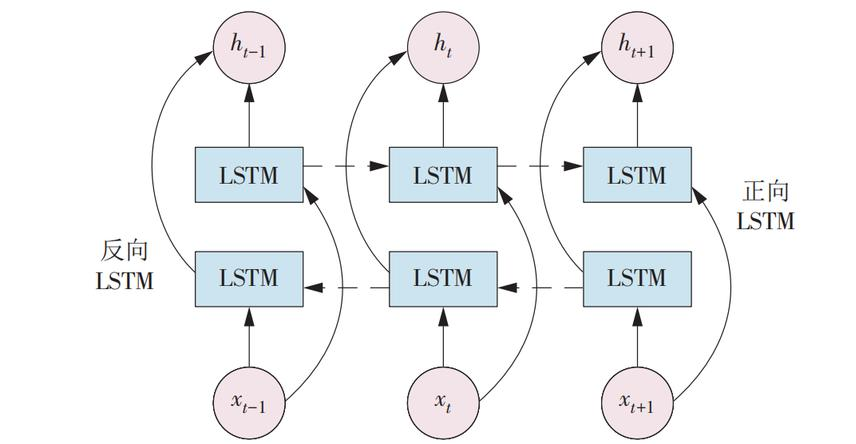 h_{t-1} h_t h_{t+1}
LSTM LSTM LSTM
正向
LSTM
反向
LSTM
LSTM LSTM LSTM
x_{t-1} x_t x_{t+1}